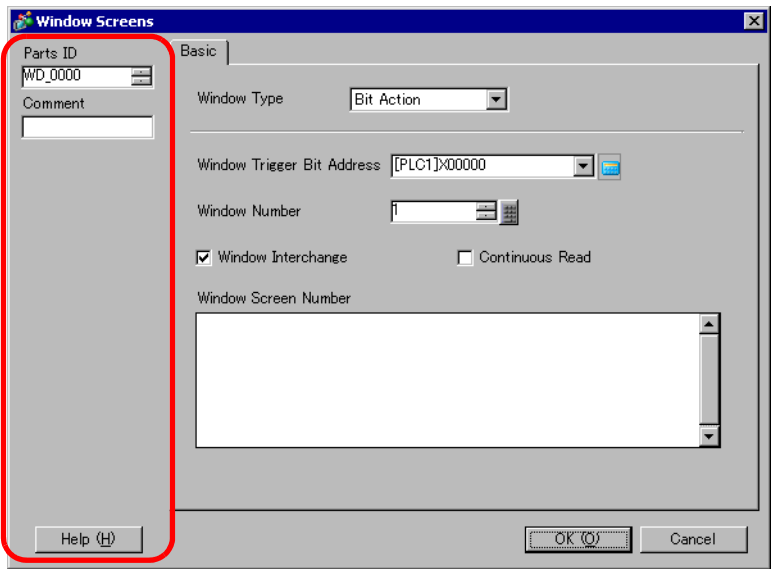 Window Screens
Parts ID
WD_0000
Comment
Help (H)
Basic
Window Type
Bit Action
Window Trigger Bit Address
[PLC1]X00000
Window Number
1
Window Interchange
Continuous Read
Window Screen Number
OK (O)
Cancel